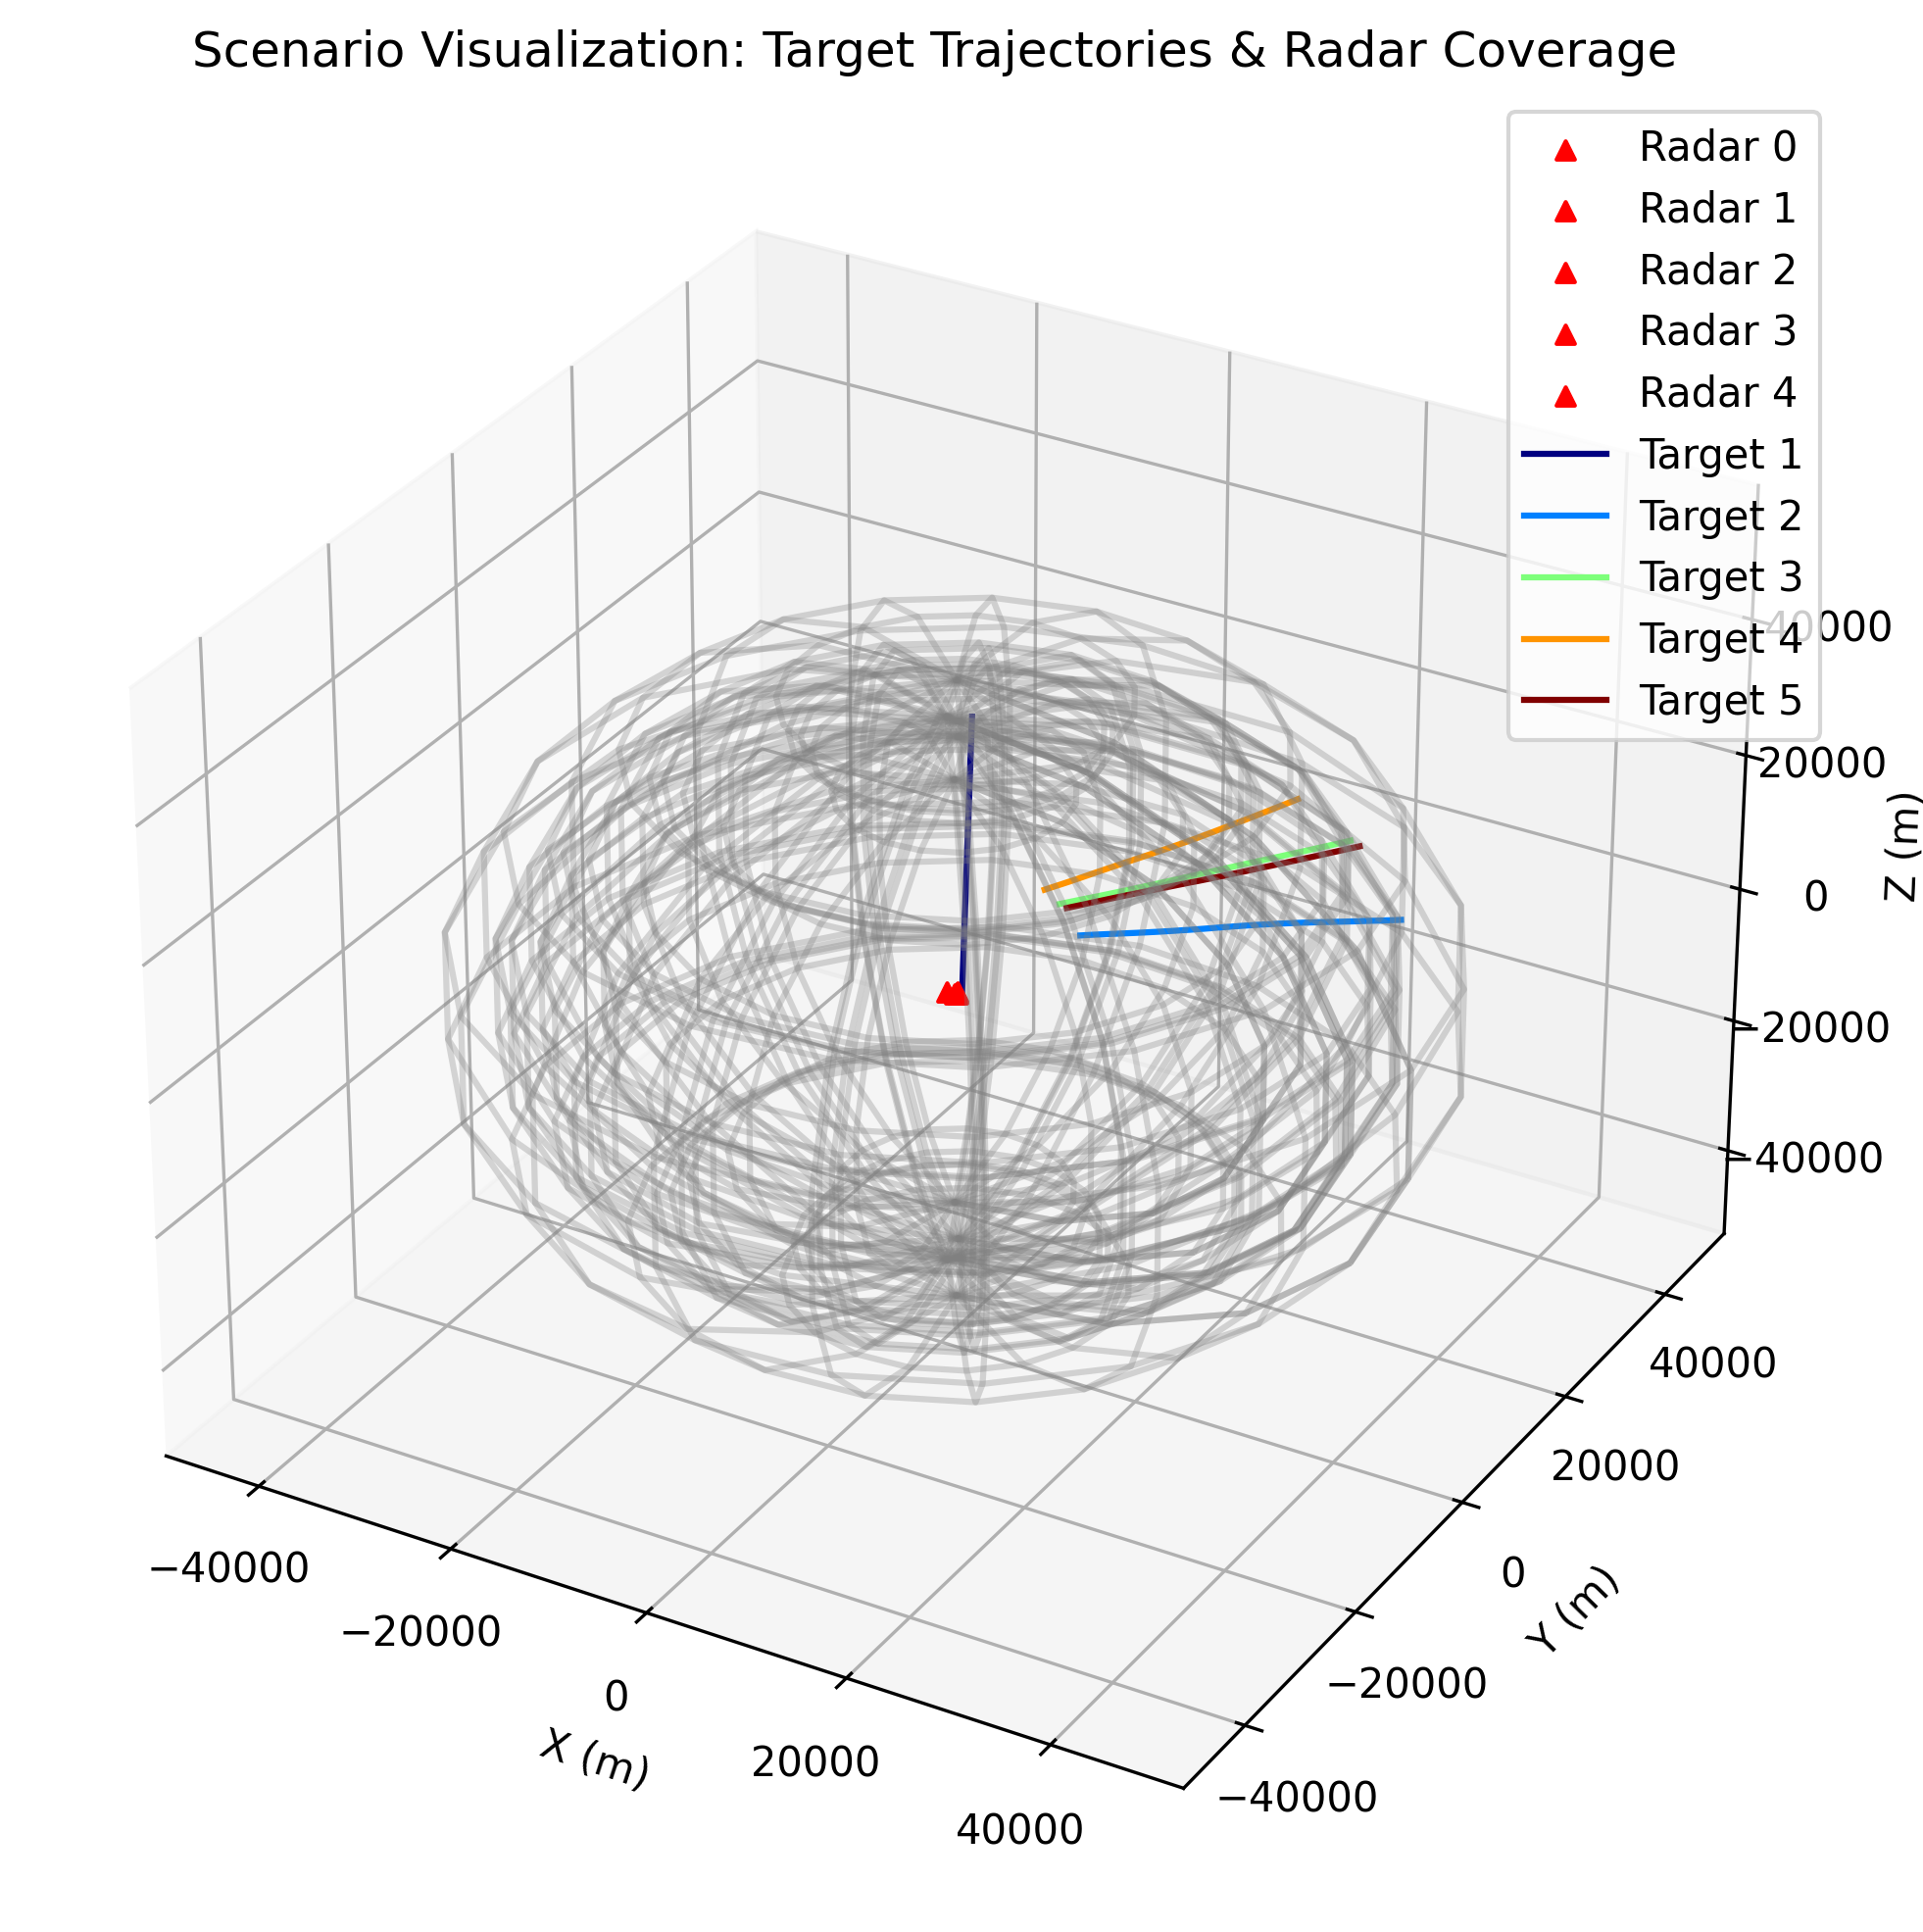 Scenario Visualization: Target Trajectories & Radar Coverage
Radar 0
Radar 1
Radar 2
Radar 3
Radar 4
Target 1
Target 2
Target 3
Target 4
Target 5
40000
20000
0
−20000
−40000
Z (m)
40000
20000
0
−20000
−40000
Y (m)
−40000
−20000
0
20000
40000
X (m)